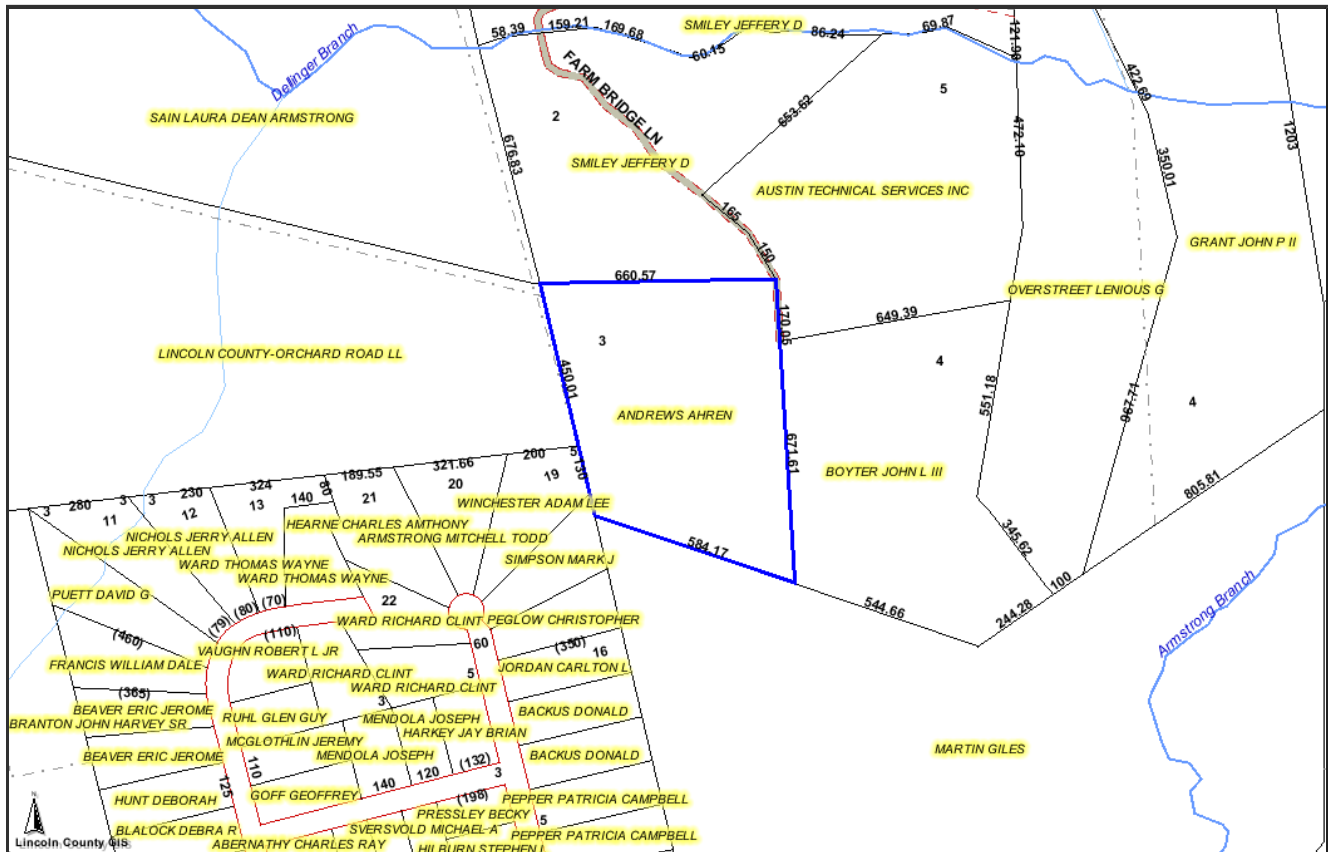 58.39
159.21
169.68
SMILEY JEFFERY D
86.24
69.87
121.90
60.15
422.69
Dellinger Branch
FARM BRIDGE LN
5
SAIN LAURA DEAN ARMSTRONG
2
653.62
472.10
1203
676.83
SMILEY JEFFERY D
350.01
AUSTIN TECHNICAL SERVICES INC
165
150
GRANT JOHN P II
660.57
OVERSTREET LENIOUS G
170.05
649.39
3
LINCOLN COUNTY-ORCHARD ROAD LL
4
450.01
551.18
967.71
4
ANDREWS AHREN
671.61
BOYTER JOHN L III
200
5
321.66
189.55
130
19
20
21
80
324
230
280
3
3
3
140
13
12
11
WINCHESTER ADAM LEE
805.81
HEARNE CHARLES AMTHONY
ARMSTRONG MITCHELL TODD
NICHOLS JERRY ALLEN
NICHOLS JERRY ALLEN
WARD THOMAS WAYNE
WARD THOMAS WAYNE
584.17
345.62
SIMPSON MARK J
100
PUETT DAVID G
22
544.66
244.28
Armstrong Branch
(79)
(80)
(70)
(110)
WARD RICHARD CLINT
PEGLOW CHRISTOPHER
(460)
VAUGHN ROBERT L JR
60
(350)
16
FRANCIS WILLIAM DALE
WARD RICHARD CLINT
JORDAN CARLTON L
5
WARD RICHARD CLINT
(365)
3
BEAVER ERIC JEROME
BRANTON JOHN HARVEY SR
RUHL GLEN GUY
MENDOLA JOSEPH
BACKUS DONALD
HARKEY JAY BRIAN
MCGLOTHLIN JEREMY
BEAVER ERIC JEROME
MENDOLA JOSEPH
BACKUS DONALD
MARTIN GILES
110
125
140
120
(132)
3
HUNT DEBORAH
GOFF GEOFFREY
(198)
PEPPER PATRICIA CAMPBELL
PRESSLEY BECKY
5
BLALOCK DEBRA R
SVERSVOLD MICHAEL A
PEPPER PATRICIA CAMPBELL
ABERNATHY CHARLES RAY
HILBURN STEPHEN L
N
Lincoln County GIS